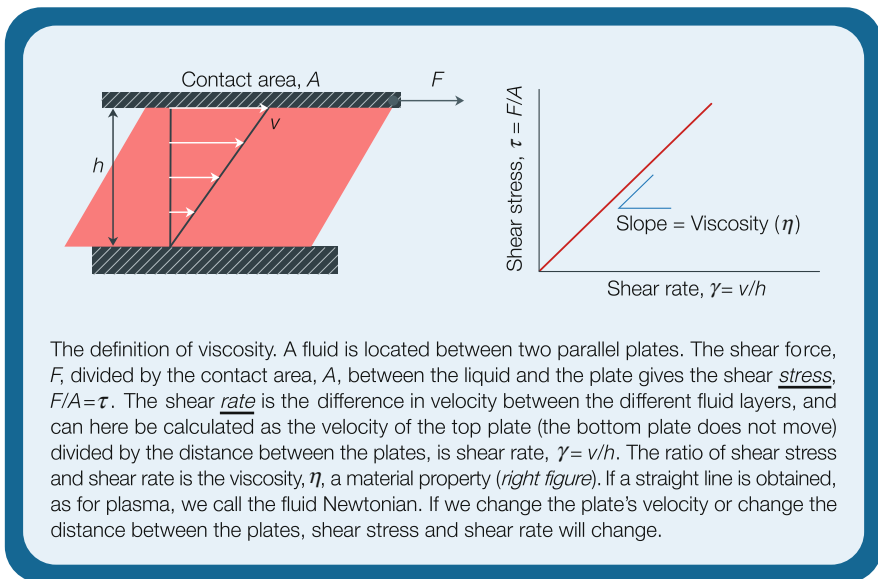 Contact area, A
F
v
h
Shear stress, τ = F/A
Slope = Viscosity (η)
Shear rate, γ = v/h
The definition of viscosity. A fluid is located between two parallel plates. The shear force,
F, divided by the contact area, A, between the liquid and the plate gives the shear stress,
F/A=τ. The shear rate is the difference in velocity between the different fluid layers, and
can here be calculated as the velocity of the top plate (the bottom plate does not move)
divided by the distance between the plates, is shear rate, γ= v/h. The ratio of shear stress
and shear rate is the viscosity, η, a material property (right figure). If a straight line is obtained,
as for plasma, we call the fluid Newtonian. If we change the plate’s velocity or change the
distance between the plates, shear stress and shear rate will change.